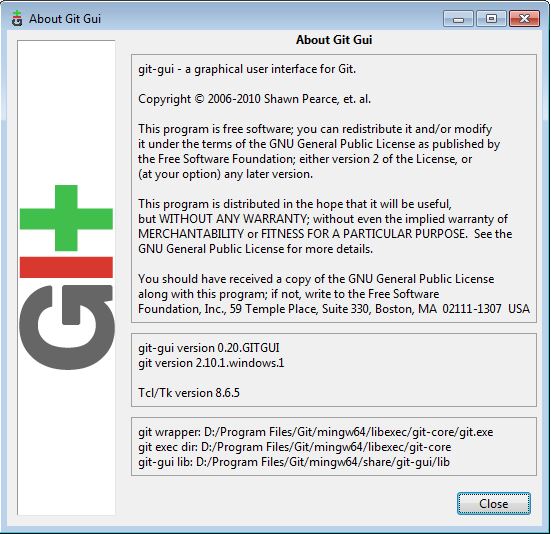 About Git Gui
About Git Gui
git
git-gui - a graphical user interface for Git.
Copyright © 2006-2010 Shawn Pearce, et. al.
This program is free software; you can redistribute it and/or modify
it under the terms of the GNU General Public License as published by
the Free Software Foundation; either version 2 of the License, or
(at your option) any later version.
This program is distributed in the hope that it will be useful,
but WITHOUT ANY WARRANTY; without even the implied warranty of
MERCHANTABILITY or FITNESS FOR A PARTICULAR PURPOSE.  See the
GNU General Public License for more details.
You should have received a copy of the GNU General Public License
along with this program; if not, write to the Free Software
Foundation, Inc., 59 Temple Place, Suite 330, Boston, MA  02111-1307  USA
git-gui version 0.20.GITGUI
git version 2.10.1.windows.1
Tcl/Tk version 8.6.5
git wrapper: D:/Program Files/Git/mingw64/libexec/git-core/git.exe
git exec dir: D:/Program Files/Git/mingw64/libexec/git-core
git-gui lib: D:/Program Files/Git/mingw64/share/git-gui/lib
Close